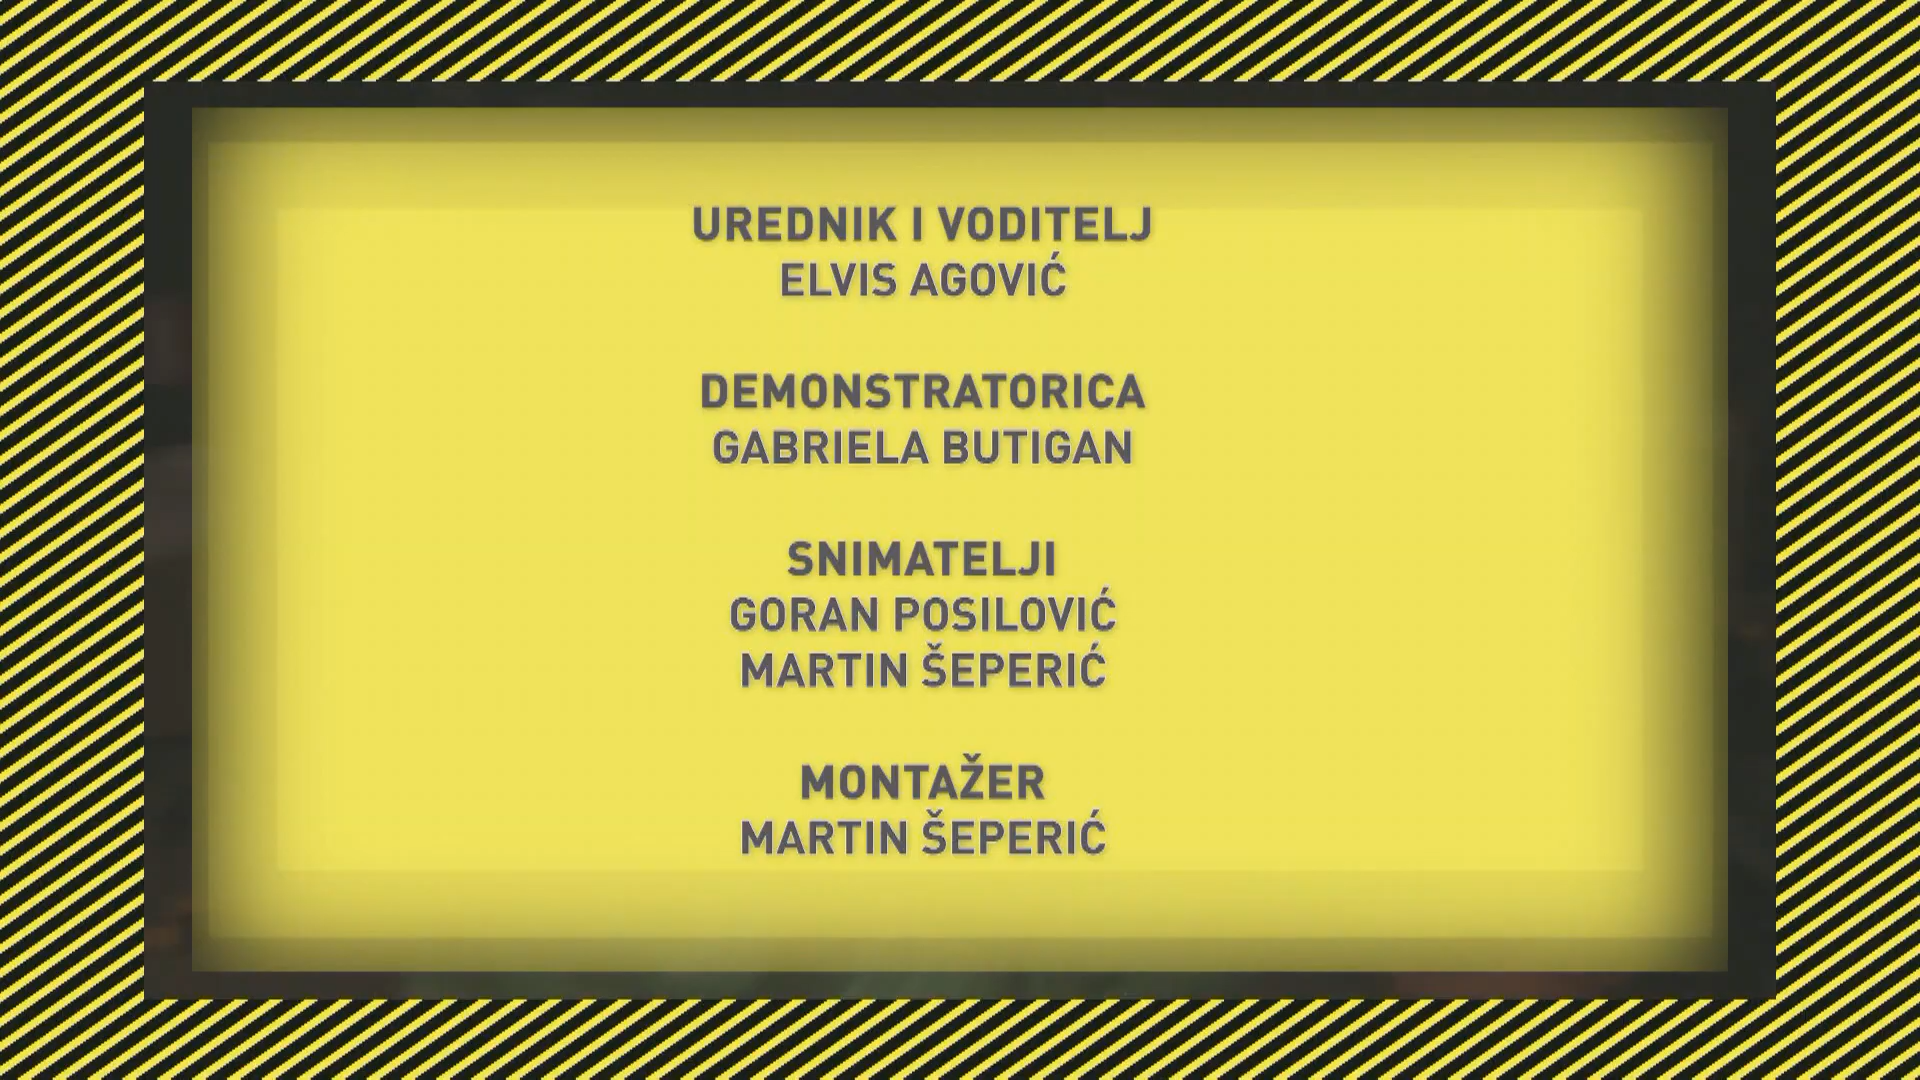 UREDNIK I VODITELJ
ELVIS AGOVIĆ
DEMONSTRATORICA
GABRIELA BUTIGAN
SNIMATELJI
GORAN POSILOVIĆ
MARTIN ŠEPERIĆ
MONTAŽER
MARTIN ŠEPERIĆ